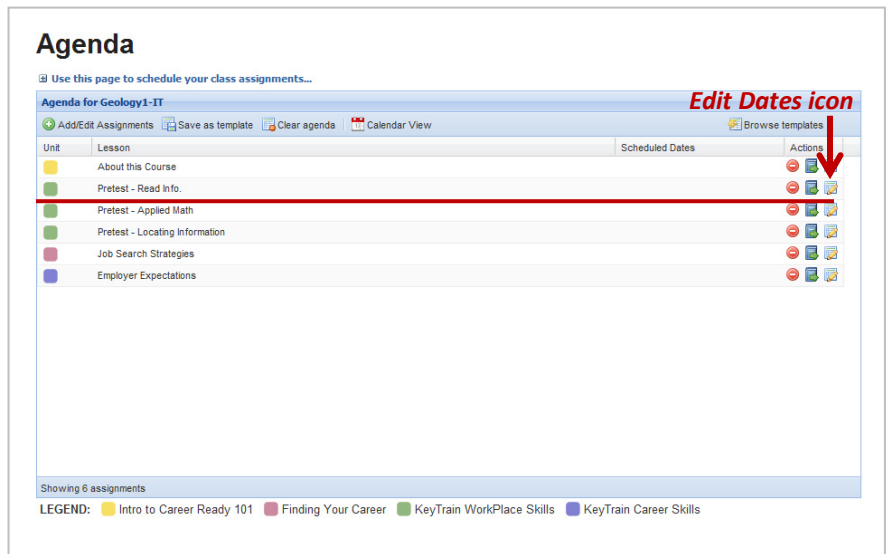 Agenda
Use this page to schedule your class assignments...
Edit Dates icon
Agenda for Geology1-IT
Add/Edit Assignments Save as template Clear agenda Calendar View Browse templates
Unit Lesson Scheduled Dates Actions
About this Course
Pretest - Read Info.
Pretest - Applied Math
Pretest - Locating Information
Job Search Strategies
Employer Expectations
Showing 6 assignments
LEGEND: Intro to Career Ready 101 Finding Your Career KeyTrain WorkPlace Skills KeyTrain Career Skills